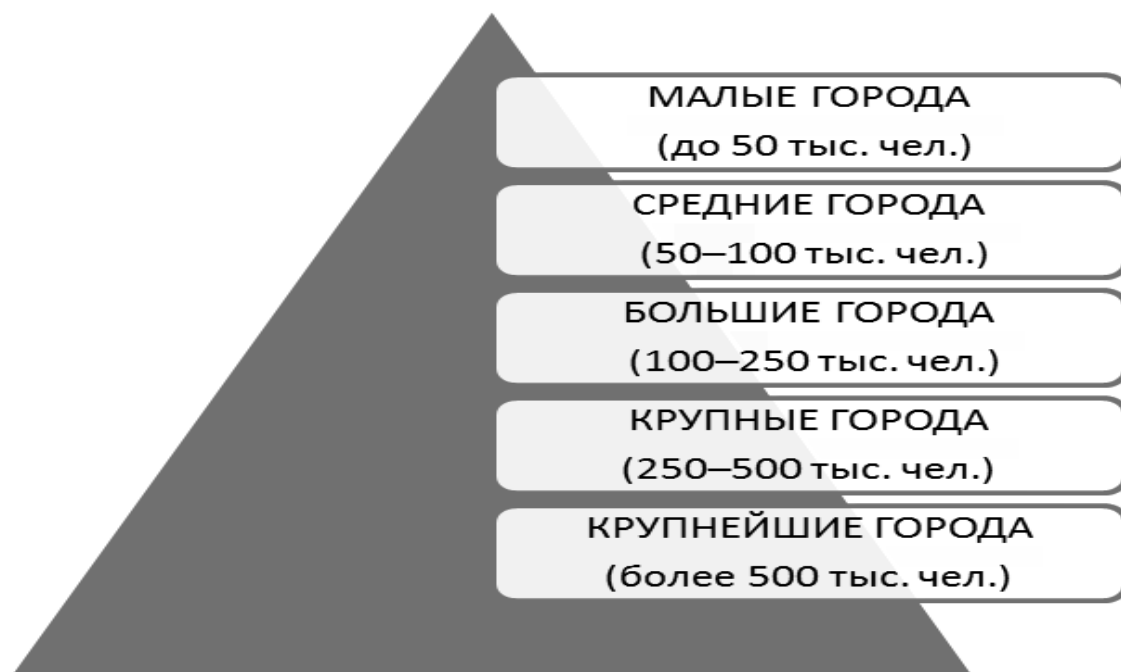 МАЛЫЕ ГОРОДА
(до 50 тыс. чел.)
СРЕДНИЕ ГОРОДА
(50–100 тыс. чел.)
БОЛЬШИЕ ГОРОДА
(100–250 тыс. чел.)
КРУПНЫЕ ГОРОДА
(250–500 тыс. чел.)
КРУПНЕЙШИЕ ГОРОДА
(более 500 тыс. чел.)